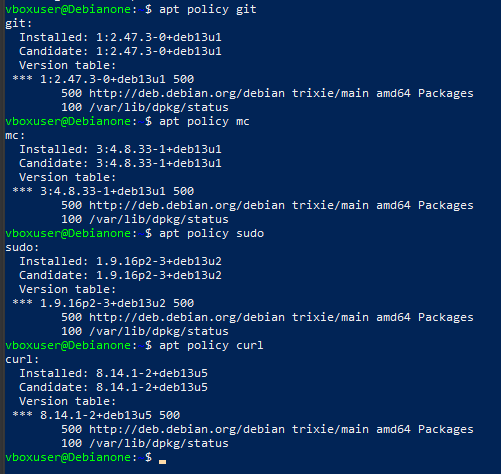 vboxuser@Debianone: $ apt policy git
git:
  Installed: 1:2.47.3-0+deb13u1
  Candidate: 1:2.47.3-0+deb13u1
  Version table:
 *** 1:2.47.3-0+deb13u1 500
        500 http://deb.debian.org/debian trixie/main amd64 Packages
        100 /var/lib/dpkg/status
vboxuser@Debianone: $ apt policy mc
mc:
  Installed: 3:4.8.33-1+deb13u1
  Candidate: 3:4.8.33-1+deb13u1
  Version table:
 *** 3:4.8.33-1+deb13u1 500
        500 http://deb.debian.org/debian trixie/main amd64 Packages
        100 /var/lib/dpkg/status
vboxuser@Debianone: $ apt policy sudo
sudo:
  Installed: 1.9.16p2-3+deb13u2
  Candidate: 1.9.16p2-3+deb13u2
  Version table:
 *** 1.9.16p2-3+deb13u2 500
        500 http://deb.debian.org/debian trixie/main amd64 Packages
        100 /var/lib/dpkg/status
vboxuser@Debianone: $ apt policy curl
curl:
  Installed: 8.14.1-2+deb13u5
  Candidate: 8.14.1-2+deb13u5
  Version table:
 *** 8.14.1-2+deb13u5 500
        500 http://deb.debian.org/debian trixie/main amd64 Packages
        100 /var/lib/dpkg/status
vboxuser@Debianone: $